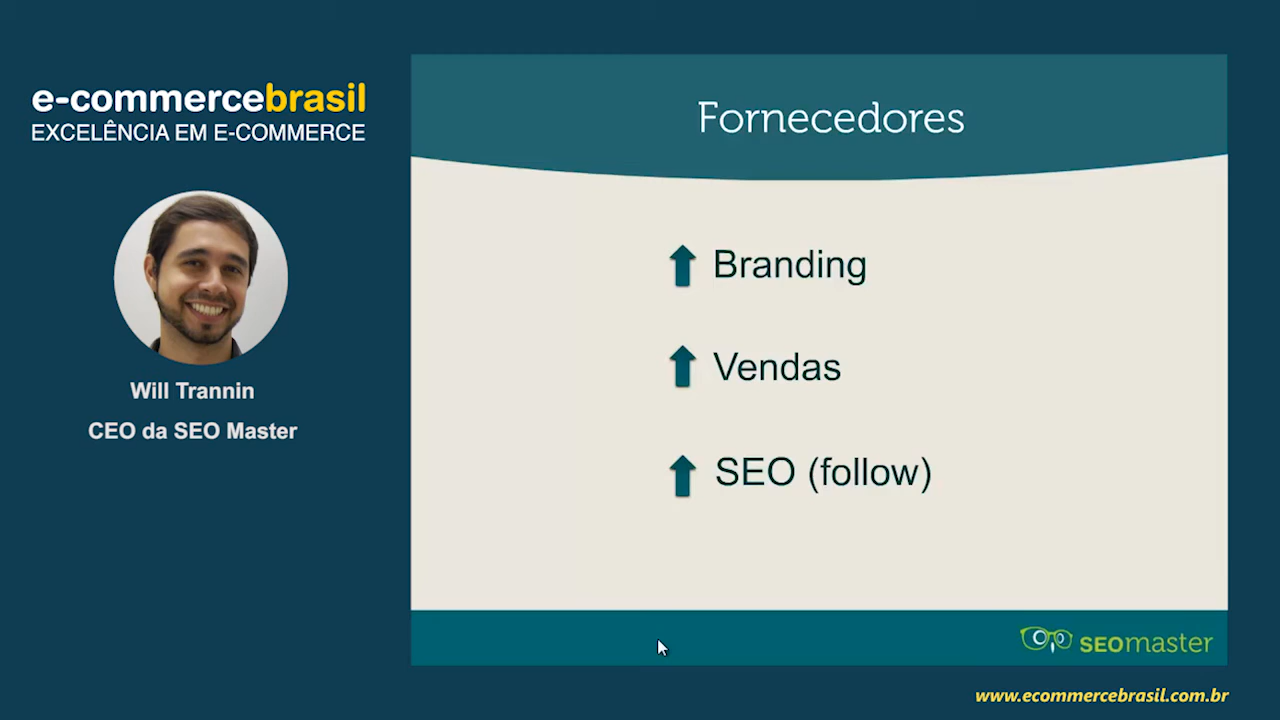 e-commercebrasil
EXCELÊNCIA EM E-COMMERCE
Will Trannin
CEO da SEO Master
Fornecedores
Branding
Vendas
SEO (follow)
SEOmaster
www.ecommercebrasil.com.br